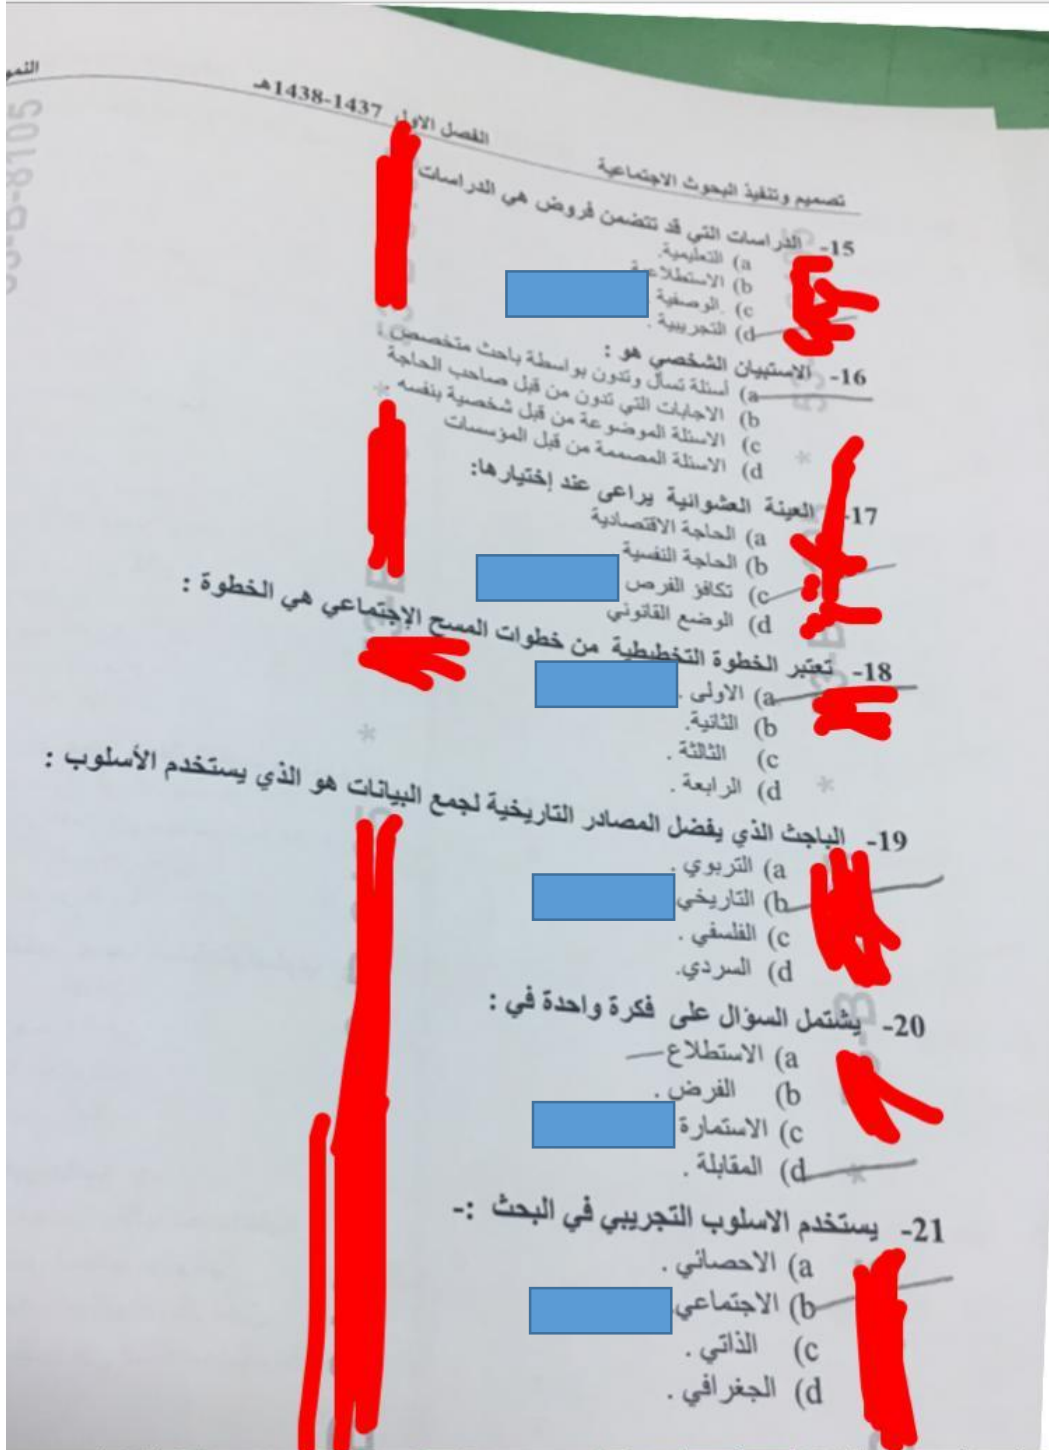 النمو
الفصل الاول 1437-1438هـ
تصميم وتنفيذ البحوث الاجتماعية
15- الدراسات التي قد تتضمن فروض هي الدراسات
a) التعليمية.
b) الاستطلاعية
c) .الوصفية
d) التجريبية .
16- الاستبيان الشخصي هو :
a) أسئلة تسأل وتدون بواسطة باحث متخصص .
b) الاجابات التي تدون من قبل صاحب الحاجة
c) الاسئلة الموضوعة من قبل شخصية بنفسه
d) الاسئلة المصممة من قبل المؤسسات
17- العينة العشوائية يراعى عند إختيارها:
a) الحاجة الاقتصادية
b) الحاجة النفسية
c) تكافؤ الفرص
d) الوضع القانوني
18- تعتبر الخطوة التخطيطية من خطوات المسح الإجتماعي هي الخطوة :
a) الاولى .
b) الثانية.
c) الثالثة .
d) الرابعة .
19- الباحث الذي يفضل المصادر التاريخية لجمع البيانات هو الذي يستخدم الأسلوب :
a) التربوي .
b) التاريخي
c) الفلسفي .
d) السردي.
20- يشتمل السؤال على فكرة واحدة في :
a) الاستطلاع
b) الفرض .
c) الاستمارة
d) المقابلة .
21- يستخدم الاسلوب التجريبي في البحث :-
a) الاحصائي .
b) الاجتماعي
c) الذاتي .
d) الجغرافي .